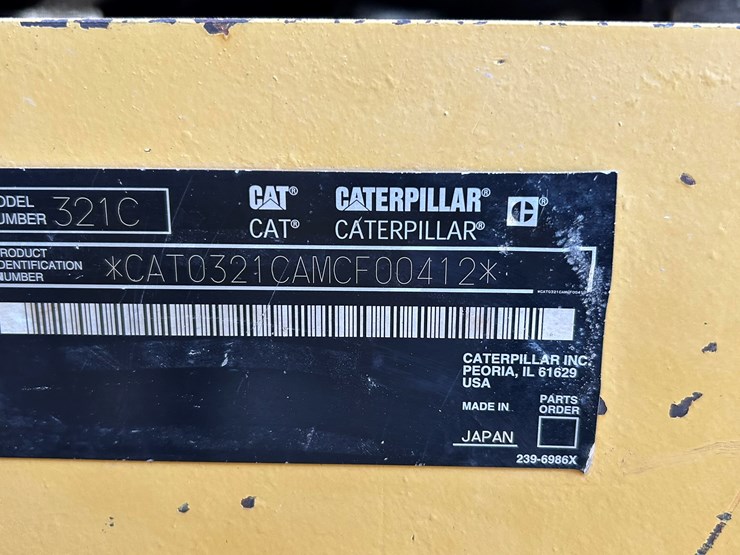 CAT® CATERPILLAR®
CAT® CATERPILLAR®
ODEL
UMBER 321C
RODUCT
DENTIFICATION
NUMBER *CAT0321CAMCF00412*
CATERPILLAR INC.
PEORIA, IL 61629
USA
MADE IN
JAPAN
PARTS
ORDER
239-6986X